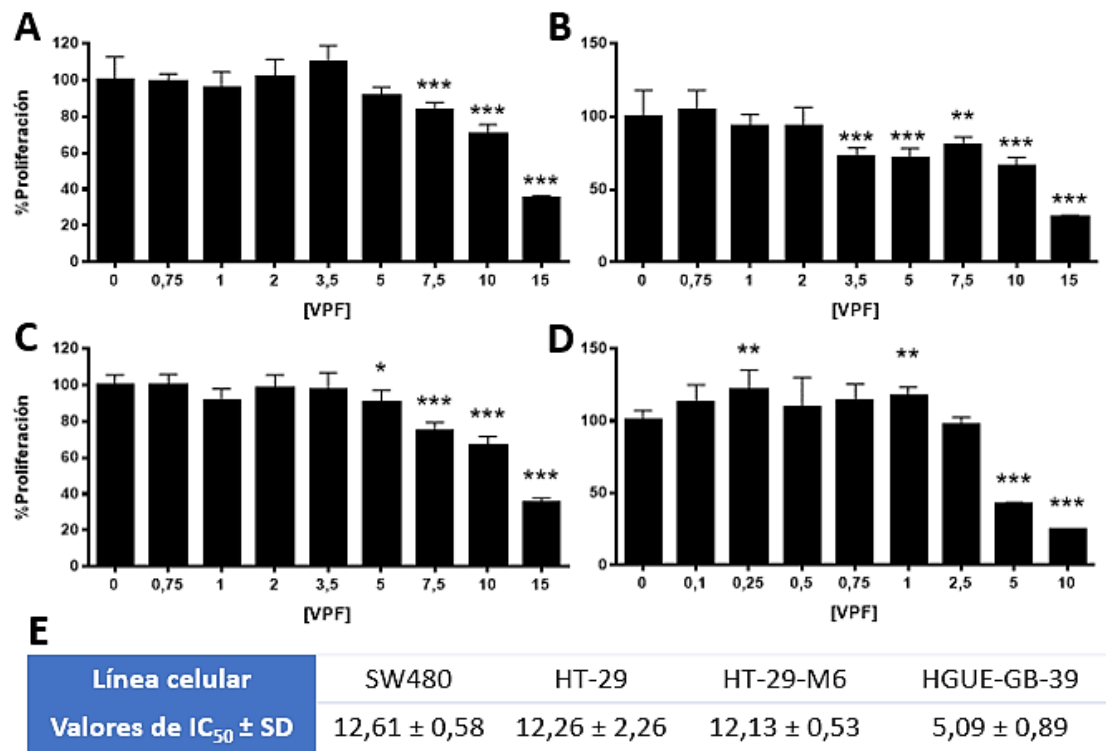 A
%Proliferación
120
100
80
60
40
20
0
***
***
***
0 0,75 1 2 3,5 5 7,5 10 15
[VPF]
B
150
100
50
0
***
***
**
***
***
0 0,75 1 2 3,5 5 7,5 10 15
[VPF]
C
%Proliferación
120
100
80
60
40
20
0
*
***
***
***
0 0,75 1 2 3,5 5 7,5 10 15
[VPF]
D
150
100
50
0
**
**
***
***
0 0,1 0,25 0,5 0,75 1 2,5 5 10
[VPF]
E
Línea celular SW480 HT-29 HT-29-M6 HGUE-GB-39
Valores de IC50 ± SD 12,61 ± 0,58 12,26 ± 2,26 12,13 ± 0,53 5,09 ± 0,89